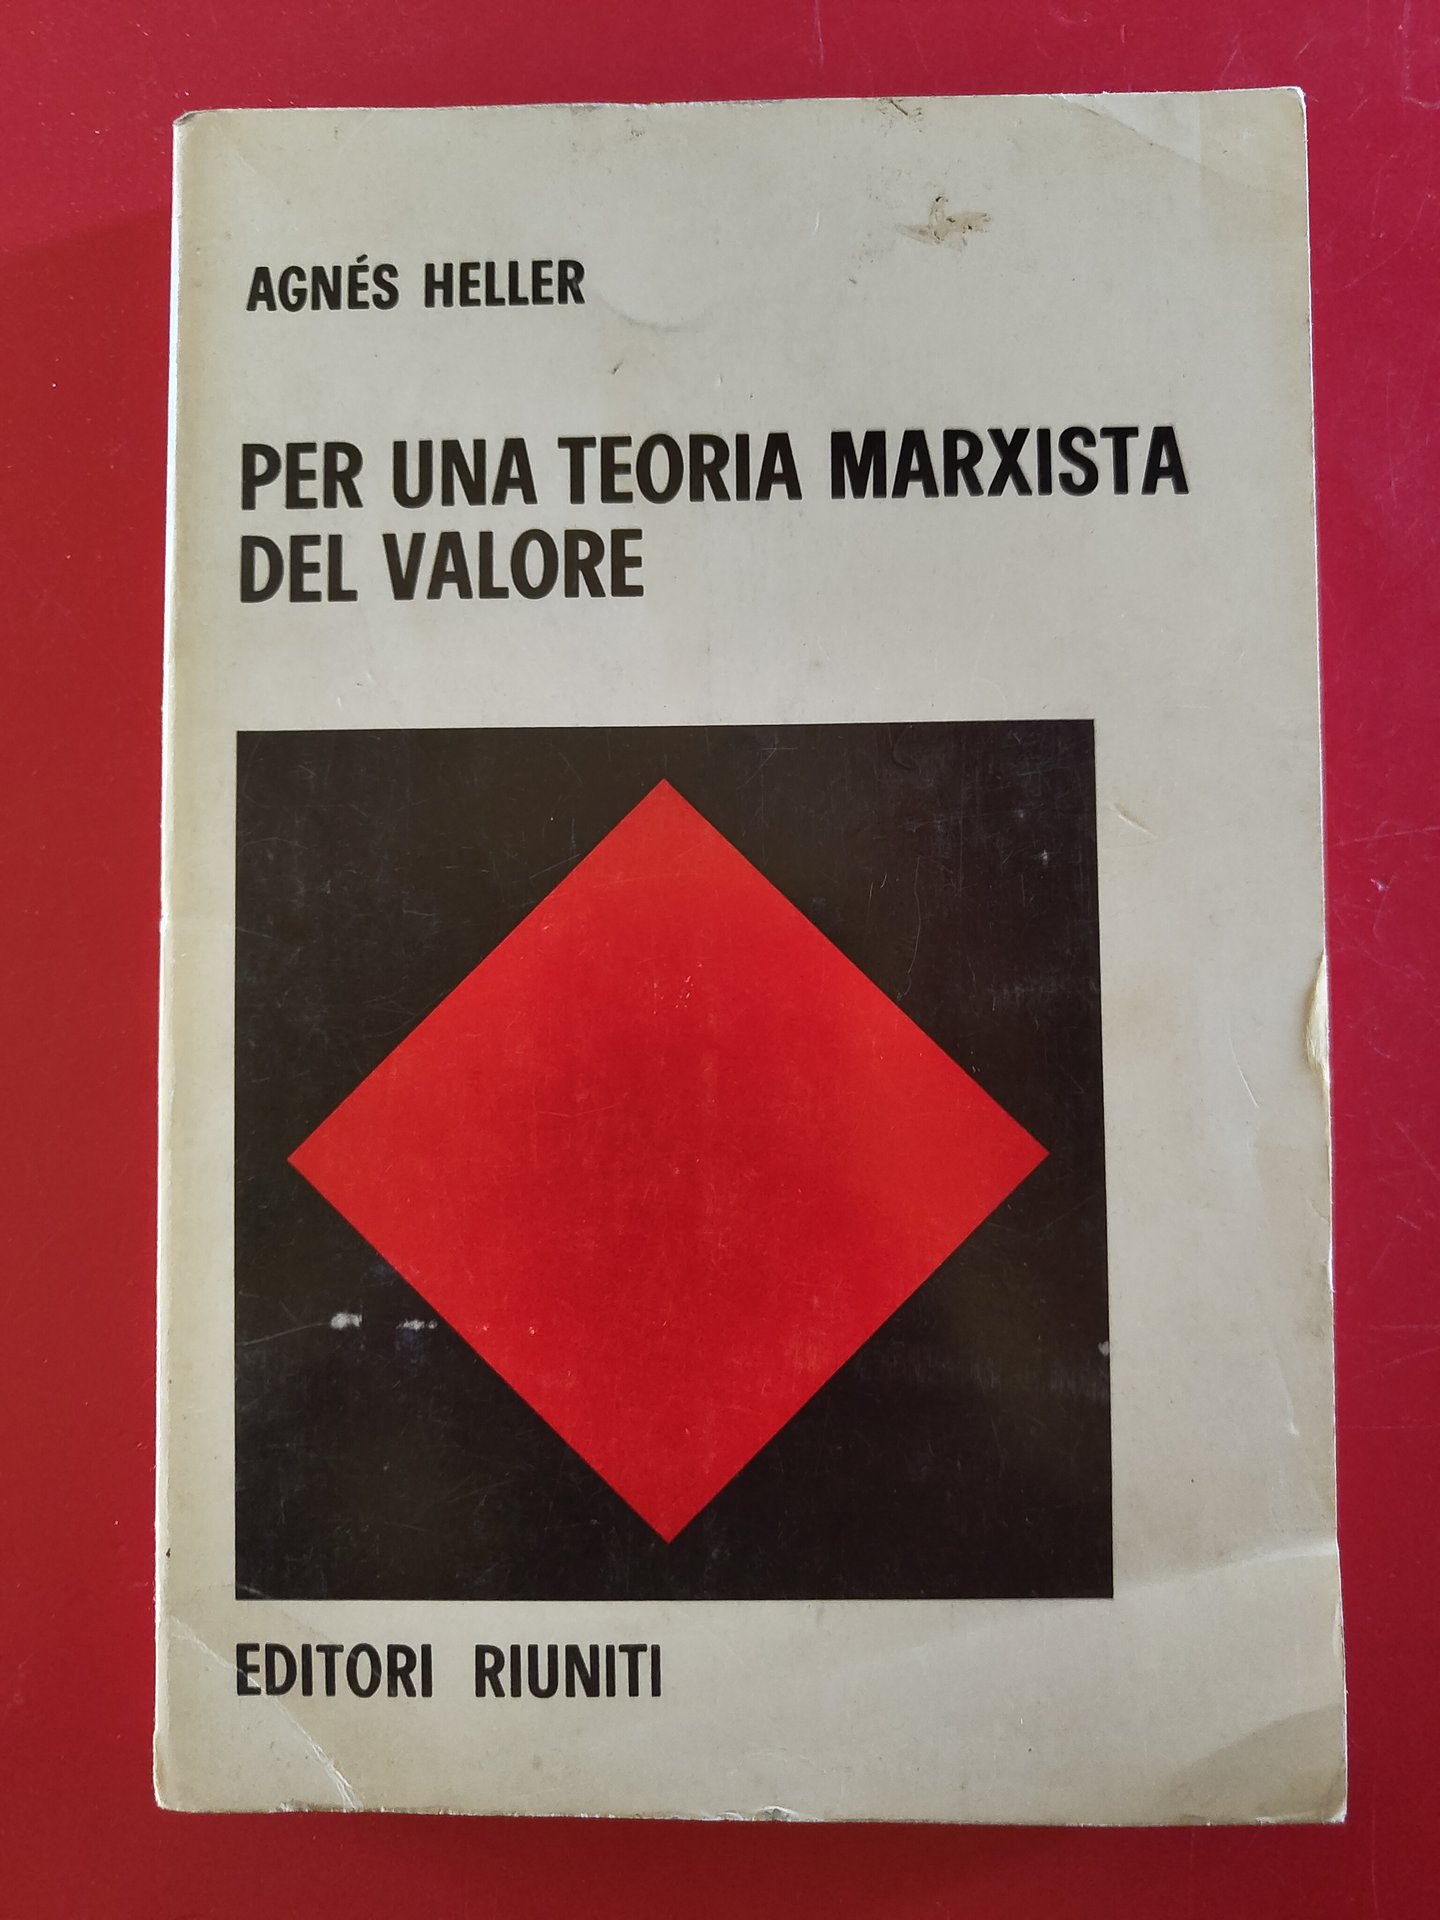 AGNÉS HELLER
PER UNA TEORIA MARXISTA
DEL VALORE
EDITORI RIUNITI